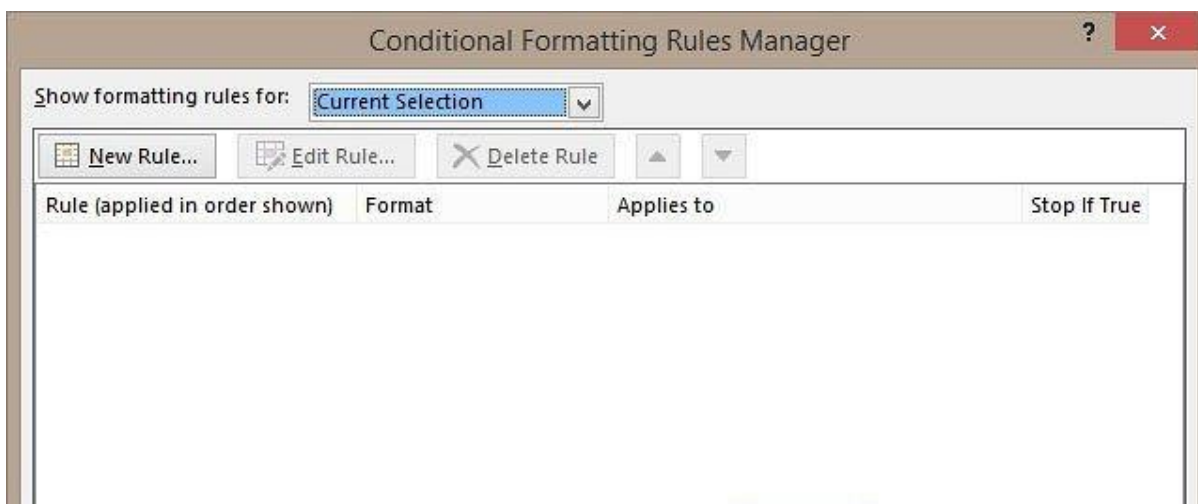 Conditional Formatting Rules Manager ?
Show formatting rules for: Current Selection
New Rule... Edit Rule... Delete Rule
Rule (applied in order shown) Format Applies to Stop If True